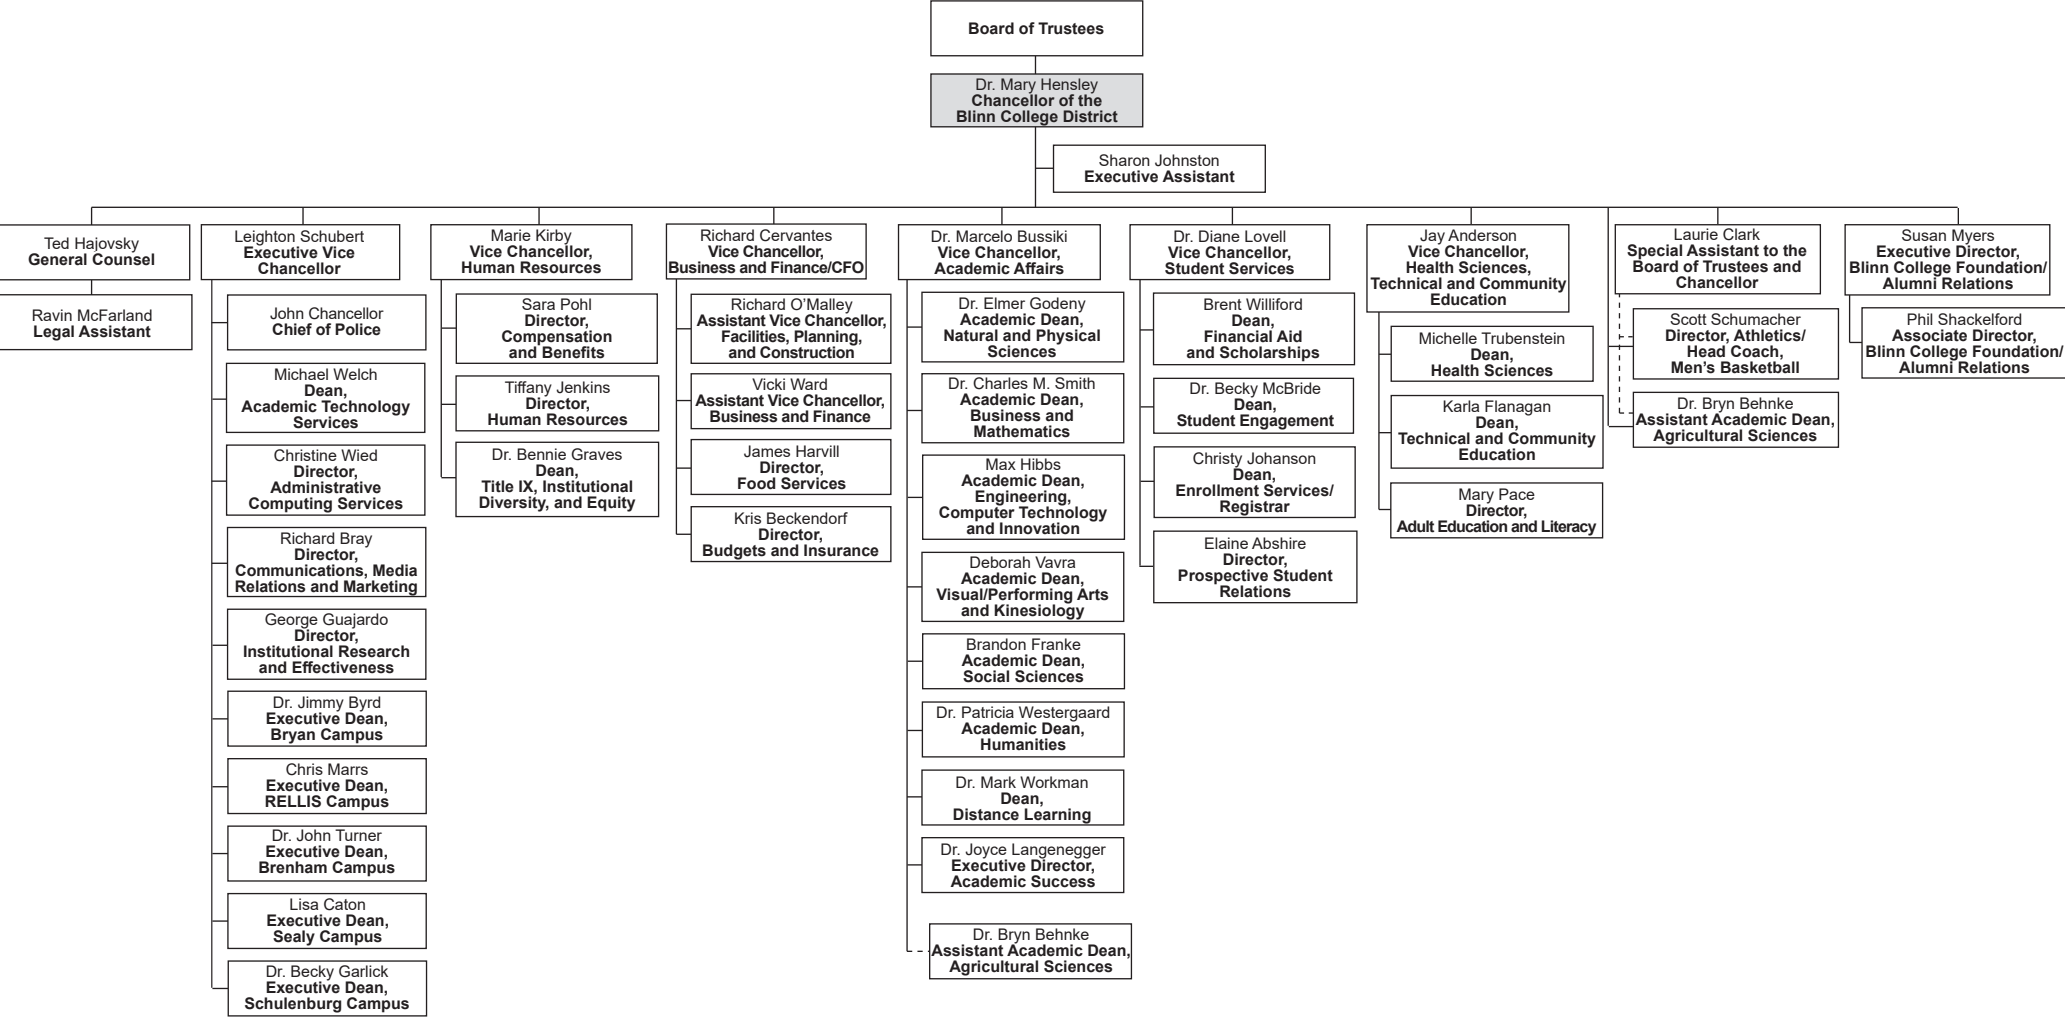 Board of Trustees
Dr. Mary Hensley
Chancellor of the
Blinn College District
Sharon Johnston
Executive Assistant
Ted Hajovsky
General Counsel
Ravin McFarland
Legal Assistant
Leighton Schubert
Executive Vice
Chancellor
John Chancellor
Chief of Police
Michael Welch
Dean,
Academic Technology
Services
Christine Wied
Director,
Administrative
Computing Services
Richard Bray
Director,
Communications, Media
Relations and Marketing
George Guajardo
Director,
Institutional Research
and Effectiveness
Dr. Jimmy Byrd
Executive Dean,
Bryan Campus
Chris Marrs
Executive Dean,
RELLIS Campus
Dr. John Turner
Executive Dean,
Brenham Campus
Lisa Caton
Executive Dean,
Sealy Campus
Dr. Becky Garlick
Executive Dean,
Schulenburg Campus
Marie Kirby
Vice Chancellor,
Human Resources
Sara Pohl
Director,
Compensation
and Benefits
Tiffany Jenkins
Director,
Human Resources
Dr. Bennie Graves
Dean,
Title IX, Institutional
Diversity, and Equity
Richard Cervantes
Vice Chancellor,
Business and Finance/CFO
Richard O’Malley
Assistant Vice Chancellor,
Facilities, Planning,
and Construction
Vicki Ward
Assistant Vice Chancellor,
Business and Finance
James Harvill
Director,
Food Services
Kris Beckendorf
Director,
Budgets and Insurance
Dr. Marcelo Bussiki
Vice Chancellor,
Academic Affairs
Dr. Elmer Godeny
Academic Dean,
Natural and Physical
Sciences
Dr. Charles M. Smith
Academic Dean,
Business and
Mathematics
Max Hibbs
Academic Dean,
Engineering,
Computer Technology
and Innovation
Deborah Vavra
Academic Dean,
Visual/Performing Arts
and Kinesiology
Brandon Franke
Academic Dean,
Social Sciences
Dr. Patricia Westergaard
Academic Dean,
Humanities
Dr. Mark Workman
Dean,
Distance Learning
Dr. Joyce Langenegger
Executive Director,
Academic Success
Dr. Bryn Behnke
Assistant Academic Dean,
Agricultural Sciences
Dr. Diane Lovell
Vice Chancellor,
Student Services
Brent Williford
Dean,
Financial Aid
and Scholarships
Dr. Becky McBride
Dean,
Student Engagement
Christy Johanson
Dean,
Enrollment Services/
Registrar
Elaine Abshire
Director,
Prospective Student
Relations
Jay Anderson
Vice Chancellor,
Health Sciences,
Technical and Community
Education
Michelle Trubenstein
Dean,
Health Sciences
Karla Flanagan
Dean,
Technical and Community
Education
Mary Pace
Director,
Adult Education and Literacy
Laurie Clark
Special Assistant to the
Board of Trustees and
Chancellor
Scott Schumacher
Director, Athletics/
Head Coach,
Men’s Basketball
Dr. Bryn Behnke
Assistant Academic Dean,
Agricultural Sciences
Susan Myers
Executive Director,
Blinn College Foundation/
Alumni Relations
Phil Shackelford
Associate Director,
Blinn College Foundation/
Alumni Relations